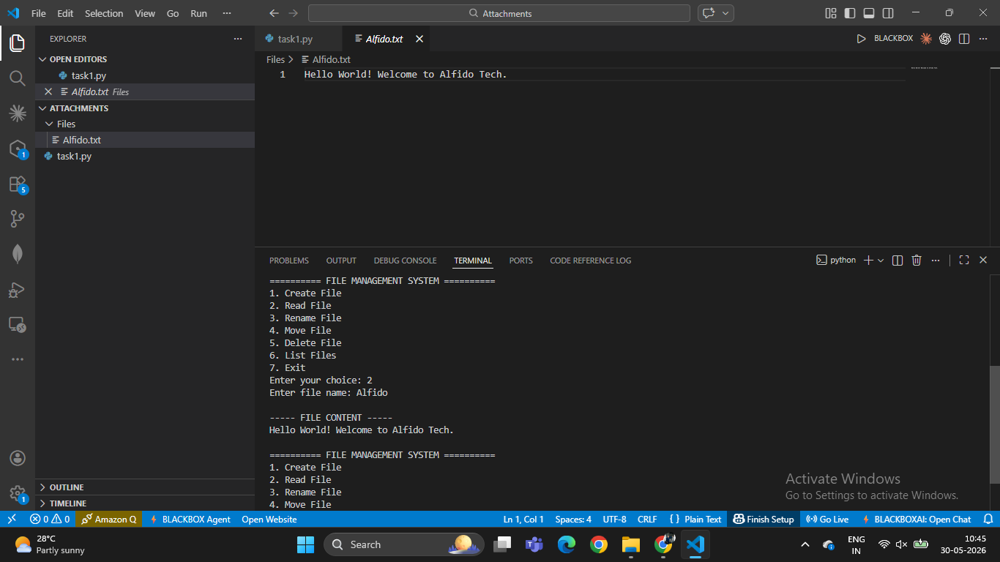 File Edit Selection View Go Run ···
Attachments
EXPLORER ···
OPEN EDITORS
task1.py
Alfido.txt Files
ATTACHMENTS
Files
Alfido.txt
task1.py
OUTLINE
TIMELINE
1
5
1
task1.py Alfido.txt
BLACKBOX
Files > Alfido.txt
1 Hello World! Welcome to Alfido Tech.
PROBLEMS OUTPUT DEBUG CONSOLE TERMINAL PORTS CODE REFERENCE LOG
python
========== FILE MANAGEMENT SYSTEM ==========
1. Create File
2. Read File
3. Rename File
4. Move File
5. Delete File
6. List Files
7. Exit
Enter your choice: 2
Enter file name: Alfido
----- FILE CONTENT -----
Hello World! Welcome to Alfido Tech.
========== FILE MANAGEMENT SYSTEM ==========
1. Create File
2. Read File
3. Rename File
4. Move File
Activate Windows
Go to Settings to activate Windows.
0 0 Amazon Q BLACKBOX Agent Open Website Ln 1, Col 1 Spaces: 4 UTF-8 CRLF {} Plain Text Finish Setup Go Live BLACKBOXAI: Open Chat
28°C
Partly sunny
Search
ENG
IN
10:45
30-05-2026